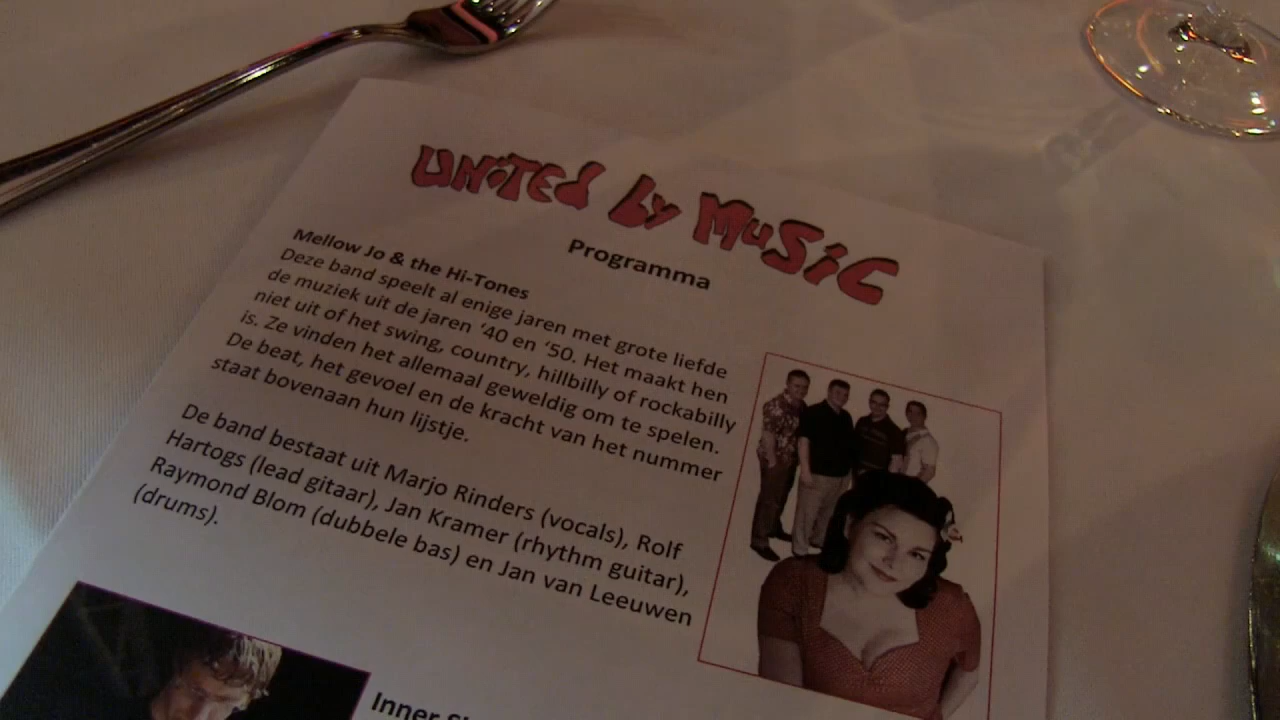 UNiTEd by MuSiC
Programma
Mellow Jo & the Hi-Tones
Deze band speelt al enige jaren met grote liefde
de muziek uit de jaren ‘40 en ‘50. Het maakt hen
niet uit of het swing, country, hillbilly of rockabilly
is. Ze vinden het allemaal geweldig om te spelen.
De beat, het gevoel en de kracht van het nummer
staat bovenaan hun lijstje.
De band bestaat uit Marjo Rinders (vocals), Rolf
Hartogs (lead gitaar), Jan Kramer (rhythm guitar),
Raymond Blom (dubbele bas) en Jan van Leeuwen
(drums).
Inner